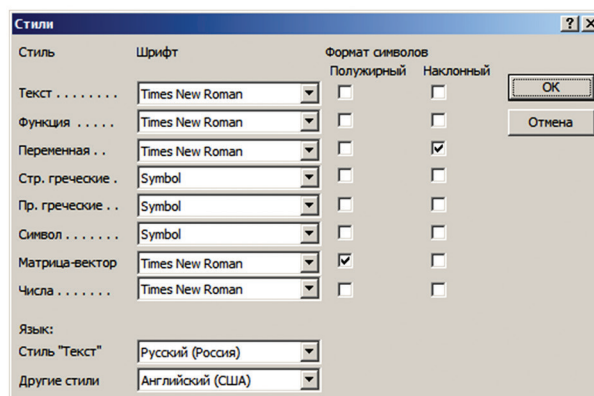 Стили
Стиль Шрифт Формат символов
Полужирный Наклонный
Текст . . . . . . . . Times New Roman OK
Функция . . . . . Times New Roman Отмена
Переменная . . Times New Roman
Стр. греческие . Symbol
Пр. греческие . . Symbol
Символ . . . . . . . Symbol
Матрица-вектор Times New Roman
Числа . . . . . . . Times New Roman
Язык:
Стиль "Текст" Русский (Россия)
Другие стили Английский (США)